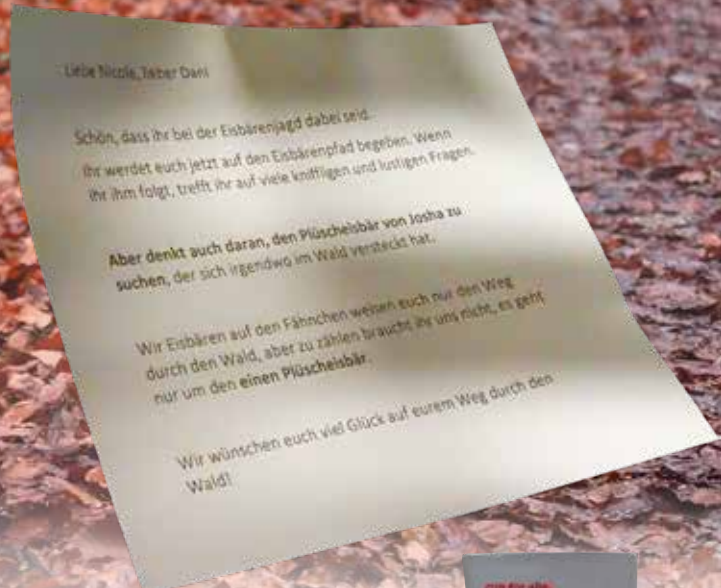 Liebe Nicole, lieber Dani
Schön, dass ihr bei der Eisbärenjagd dabei seid.
Ihr werdet euch jetzt auf den Eisbärenpfad begeben. Wenn
ihr ihm folgt, trefft ihr auf viele kniffligen und lustigen Fragen.
Aber denkt auch daran, den Plüscheisbär von Josha zu
suchen, der sich irgendwo im Wald versteckt hat.
Wir Eisbären auf den Fähnchen weisen euch nur den Weg
durch den Wald, aber zu zählen braucht ihr uns nicht, es geht
nur um den einen Plüscheisbär.
Wir wünschen euch viel Glück auf eurem Weg durch den
Wald!